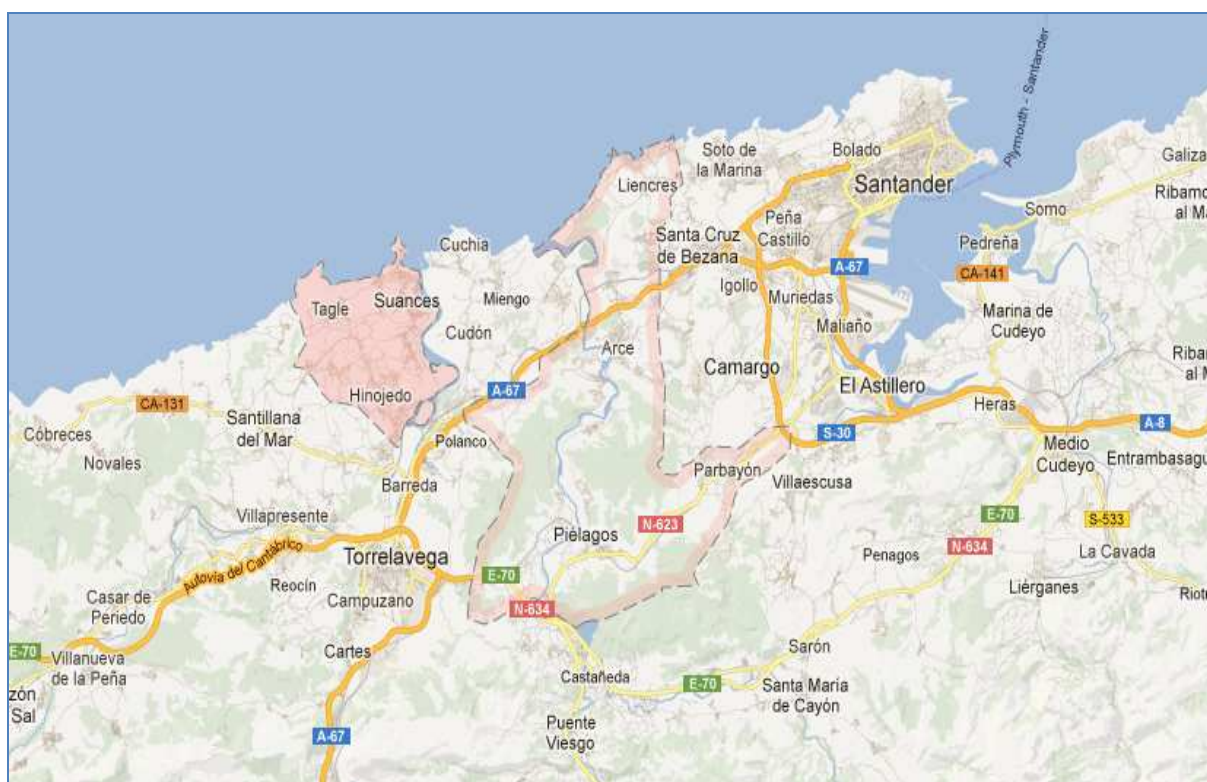 Plymouth - Santander
Bolado
Soto de
la Marina
Galiza
Liencres
Santander
Ribamo
al Ma
Somo
Peña
Castillo
Santa Cruz
de Bezana
Cuchia
Pedreña
A-67
CA-141
Igollo
Tagle
Suances
Miengo
Muriedas
Marina de
Cudeyo
Cudón
Maliaño
Arce
Riba
al M
Camargo
A-67
El Astillero
Hinojedo
CA-131
Heras
Santillana
del Mar
A-8
S-30
Cóbreces
Polanco
Medio
Cudeyo
Novales
Entrambasagu
Parbayón
Villaescusa
Barreda
E-70
Villapresente
S-533
N-623
Piélagos
N-634
Autovía del Cantábrico
Torrelavega
Penagos
La Cavada
E-70
Reocín
Liérganes
Casar de
Periedo
Campuzano
Riotu
N-634
Sarón
E-70
Villanueva
de la Peña
Cartes
Castañeda
E-70
Santa María
de Cayón
zón
Sal
Puente
Viesgo
A-67